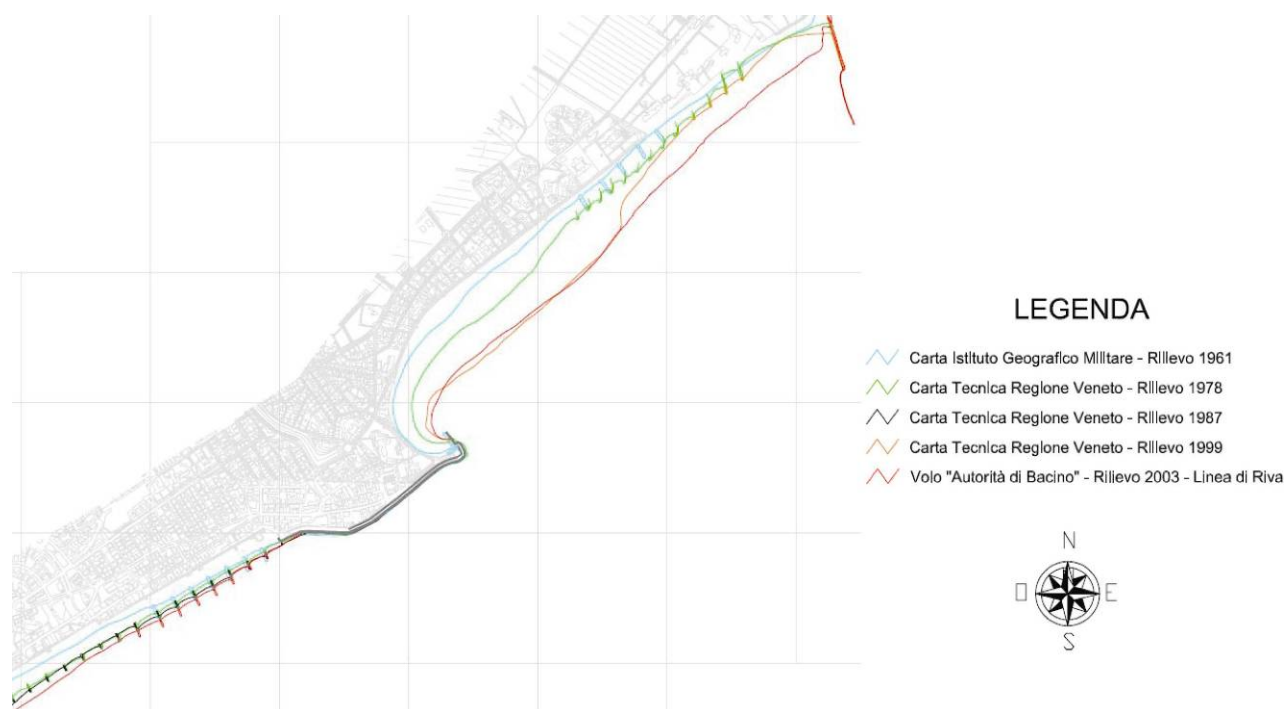 LEGENDA
Carta Istituto Geografico Militare - Rilievo 1961
Carta Tecnica Regione Veneto - Rilievo 1978
Carta Tecnica Regione Veneto - Rilievo 1987
Carta Tecnica Regione Veneto - Rilievo 1999
Volo "Autorità di Bacino" - Rilievo 2003 - Linea di Riva
N
O E
S